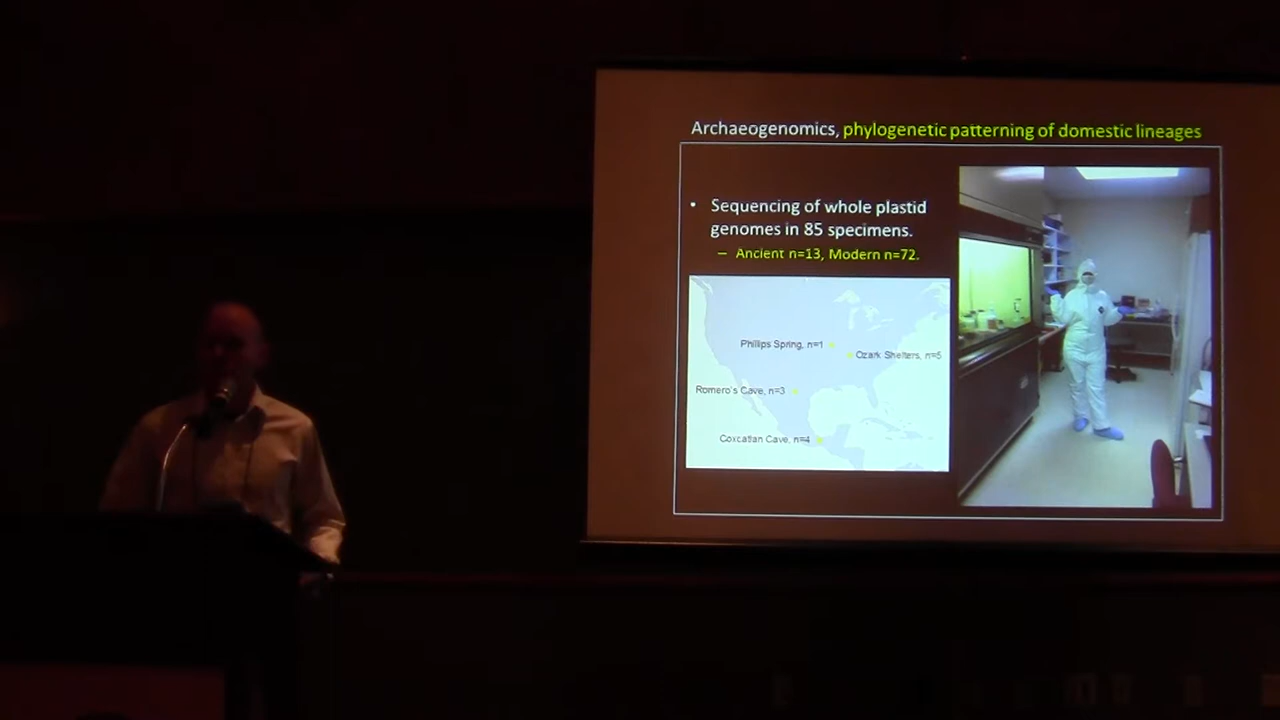 Archaeogenomics, phylogenetic patterning of domestic lineages
• Sequencing of whole plastid
genomes in 85 specimens.
– Ancient n=13, Modern n=72.
Phillips Spring, n=1
Ozark Shelters, n=5
Romero's Cave, n=3
Coxcatlan Cave, n=4